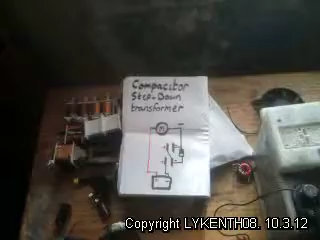 Compacitor
Step-Down
transformer
M
Copyright LYKENTH08. 10.3.12